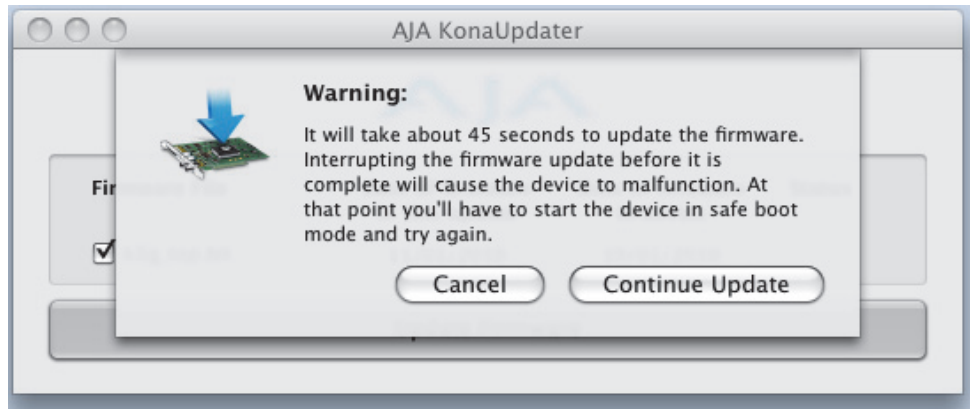 AJA KonaUpdater
Warning:
It will take about 45 seconds to update the firmware.
Interrupting the firmware update before it is
complete will cause the device to malfunction. At
that point you'll have to start the device in safe boot
mode and try again.
Cancel
Continue Update